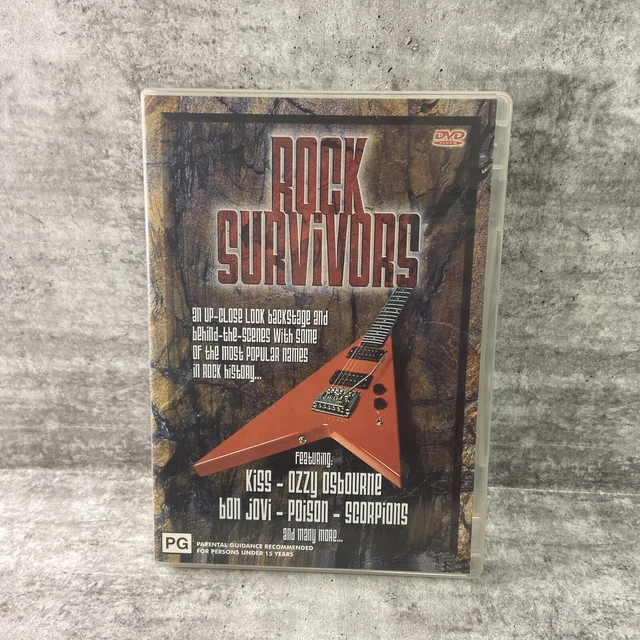 DVD
VIDEO
ROCK
SURViVORS
an UP-CLOSE LOOK backstage and
behind-the-scenes with some
of the most popular names
in Rock history...
Featuring:
Kiss - Ozzy Osbourne
bon Jovi - Poison - Scorpions
and many more...
PG
PARENTAL GUIDANCE RECOMMENDED
FOR PERSONS UNDER 15 YEARS